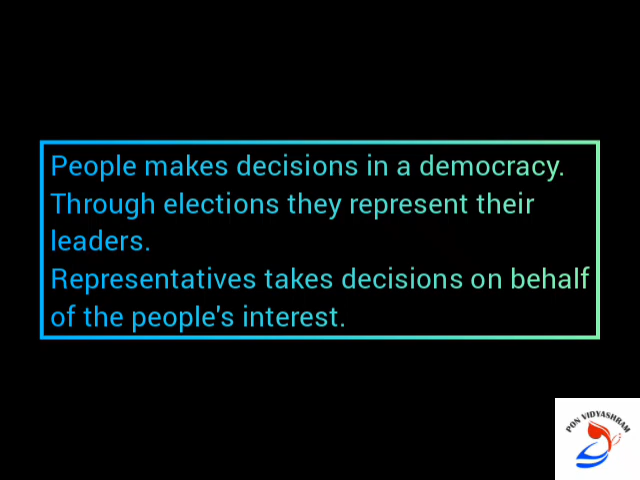 People makes decisions in a democracy.
Through elections they represent their
leaders.
Representatives takes decisions on behalf
of the people's interest.
PON VIDYASHRAM